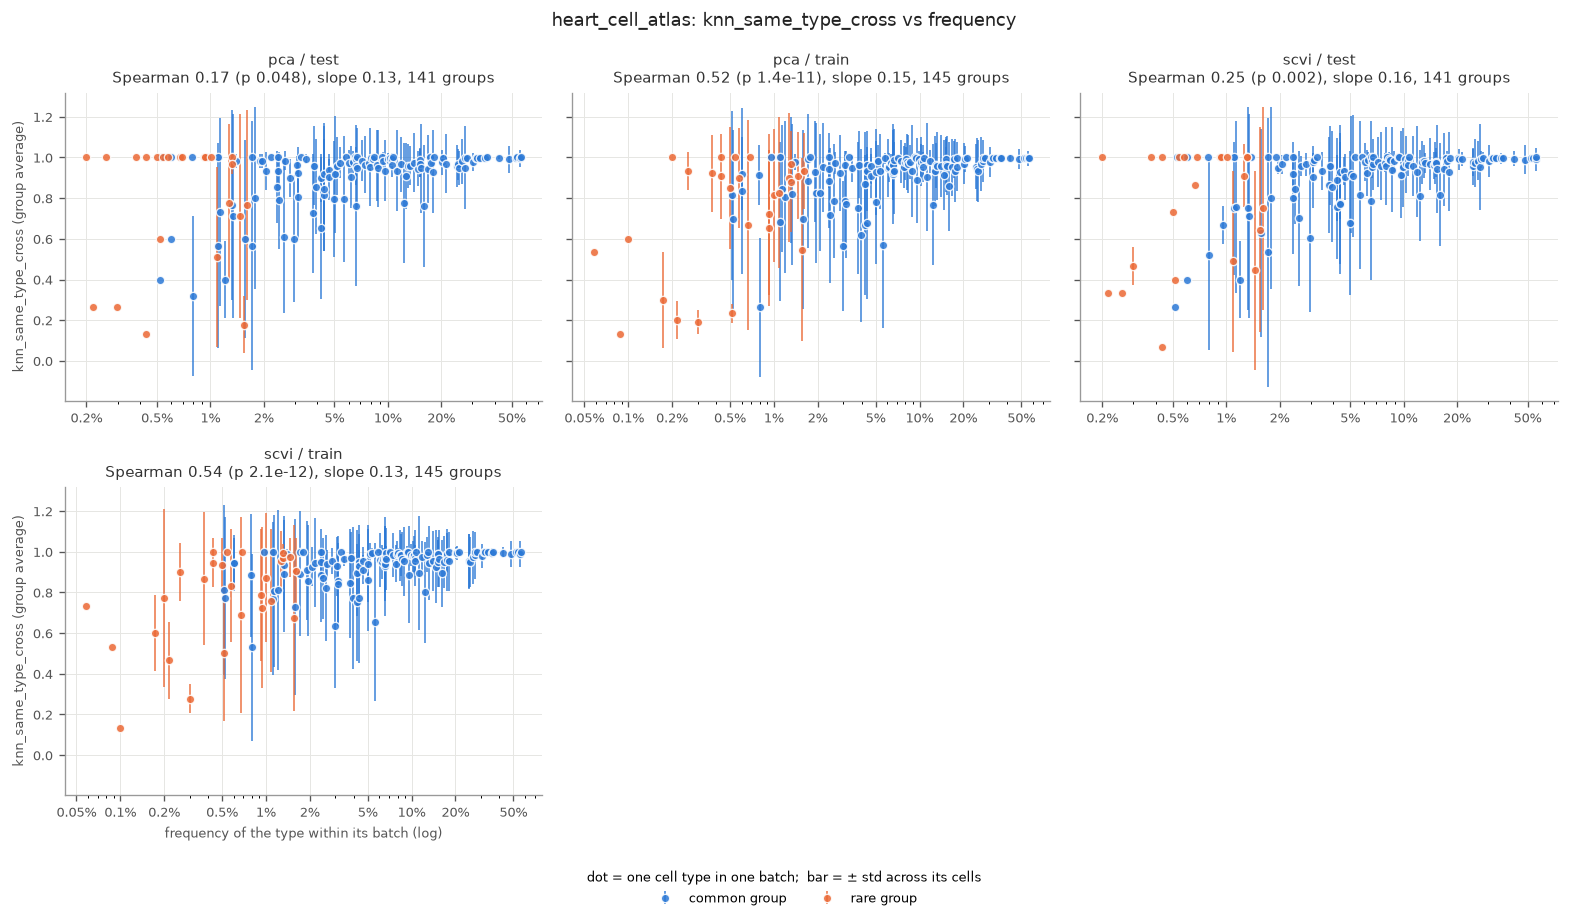 heart_cell_atlas: knn_same_type_cross vs frequency
pca / test
Spearman 0.17 (p 0.048), slope 0.13, 141 groups
pca / train
Spearman 0.52 (p 1.4e-11), slope 0.15, 145 groups
scvi / test
Spearman 0.25 (p 0.002), slope 0.16, 141 groups
knn_same_type_cross (group average)
1.2
1.0
0.8
0.6
0.4
0.2
0.0
0.2% 0.5% 1% 2% 5% 10% 20% 50%
0.05% 0.1% 0.2% 0.5% 1% 2% 5% 10% 20% 50%
0.2% 0.5% 1% 2% 5% 10% 20% 50%
scvi / train
Spearman 0.54 (p 2.1e-12), slope 0.13, 145 groups
knn_same_type_cross (group average)
1.2
1.0
0.8
0.6
0.4
0.2
0.0
0.05% 0.1% 0.2% 0.5% 1% 2% 5% 10% 20% 50%
frequency of the type within its batch (log)
dot = one cell type in one batch;  bar = ± std across its cells
common group
rare group